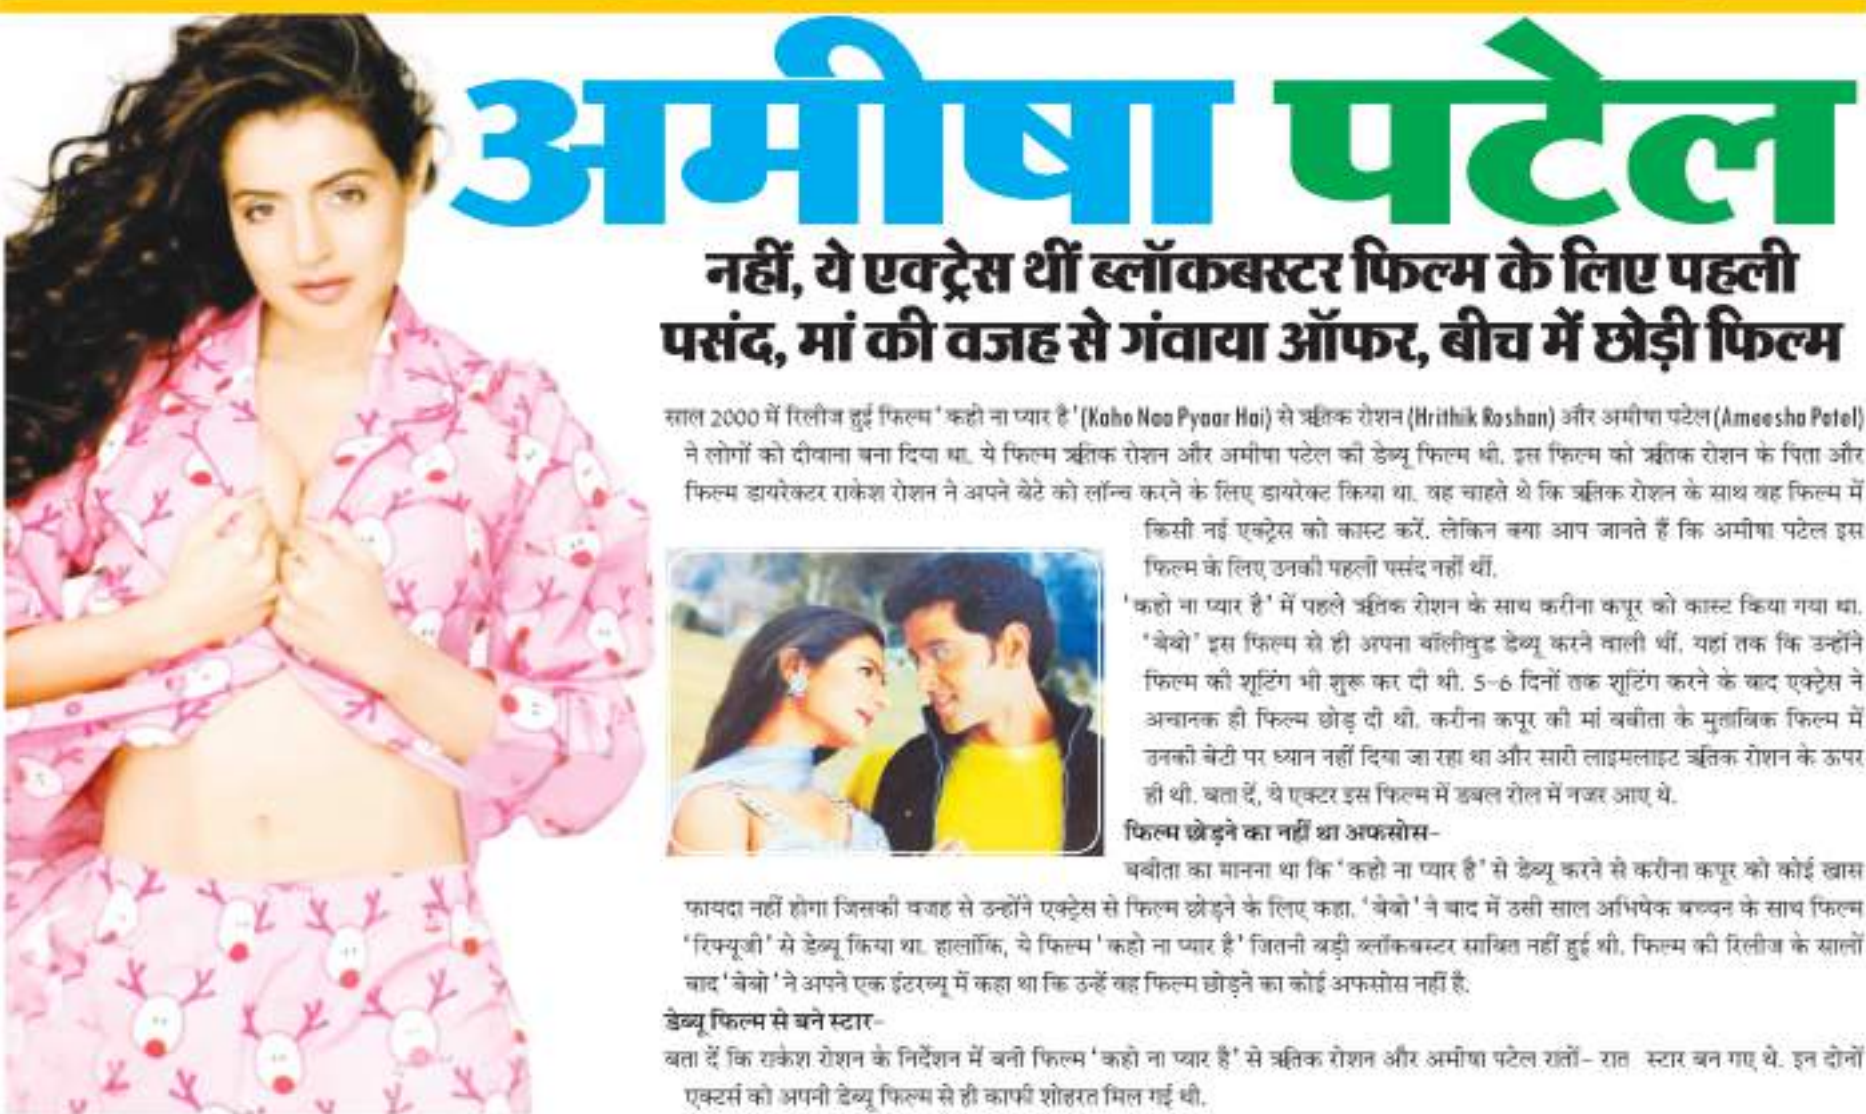 अमीषा पटेल
नहीं, ये एक्ट्रेस थीं ब्लॉकबस्टर फिल्म के लिए पहली
पसंद, मां की वजह से गंवाया ऑफर, बीच में छोड़ी फिल्म
साल 2000 में रिलीज हुई फिल्म 'कहो ना प्यार है' (Kaho Naa Pyaar Hai) से ऋतिक रोशन (Hrithik Roshan) और अमीषा पटेल (Ameesha Patel)
ने लोगों को दीवाना बना दिया था. ये फिल्म ऋतिक रोशन और अमीषा पटेल की डेब्यू फिल्म थी. इस फिल्म को ऋतिक रोशन के पिता और
फिल्म डायरेक्टर राकेश रोशन ने अपने बेटे को लॉन्च करने के लिए डायरेक्ट किया था. वह चाहते थे कि ऋतिक रोशन के साथ वह फिल्म में
किसी नई एक्ट्रेस को कास्ट करें. लेकिन क्या आप जानते हैं कि अमीषा पटेल इस
फिल्म के लिए उनकी पहली पसंद नहीं थीं.
'कहो ना प्यार है' में पहले ऋतिक रोशन के साथ करीना कपूर को कास्ट किया गया था.
'बेबो' इस फिल्म से ही अपना बॉलीवुड डेब्यू करने वाली थीं. यहां तक कि उन्होंने
फिल्म की शूटिंग भी शुरू कर दी थी. 5-6 दिनों तक शूटिंग करने के बाद एक्ट्रेस ने
अचानक ही फिल्म छोड़ दी थी. करीना कपूर की मां बबीता के मुताबिक फिल्म में
उनकी बेटी पर ध्यान नहीं दिया जा रहा था और सारी लाइमलाइट ऋतिक रोशन के ऊपर
ही थी. बता दें, ये एक्टर इस फिल्म में डबल रोल में नजर आए थे.
फिल्म छोड़ने का नहीं था अफसोस-
बबीता का मानना था कि 'कहो ना प्यार है' से डेब्यू करने से करीना कपूर को कोई खास
फायदा नहीं होगा जिसकी वजह से उन्होंने एक्ट्रेस से फिल्म छोड़ने के लिए कहा. 'बेबो' ने बाद में उसी साल अभिषेक बच्चन के साथ फिल्म
'रिफ्यूजी' से डेब्यू किया था. हालांकि, ये फिल्म 'कहो ना प्यार है' जितनी बड़ी ब्लॉकबस्टर साबित नहीं हुई थी. फिल्म की रिलीज के सालों
बाद 'बेबो' ने अपने एक इंटरव्यू में कहा था कि उन्हें वह फिल्म छोड़ने का कोई अफसोस नहीं है.
डेब्यू फिल्म से बने स्टार-
बता दें कि राकेश रोशन के निर्देशन में बनी फिल्म 'कहो ना प्यार है' से ऋतिक रोशन और अमीषा पटेल रातों- रात स्टार बन गए थे. इन दोनों
एक्टर्स को अपनी डेब्यू फिल्म से ही काफी शोहरत मिल गई थी.